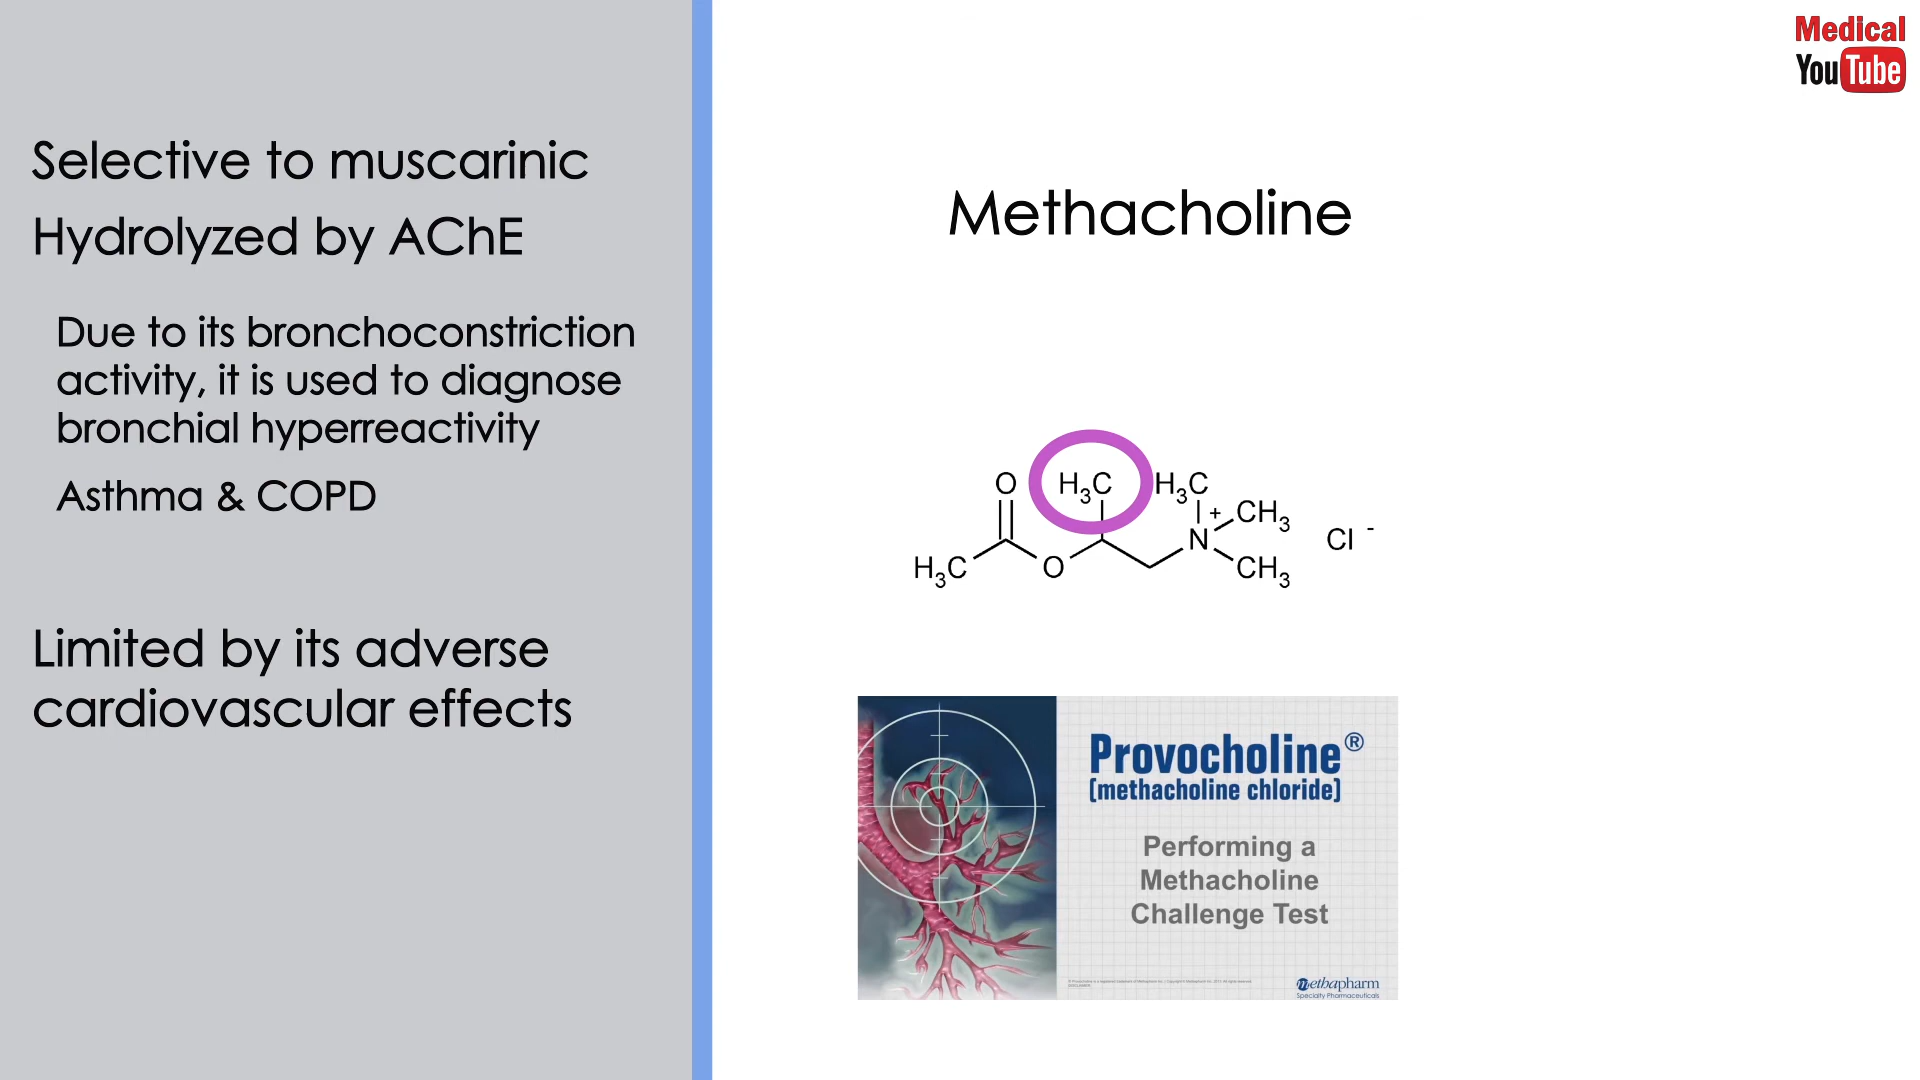 Medical
YouTube
Selective to muscarinic
Hydrolyzed by AChE
Due to its bronchoconstriction
activity, it is used to diagnose
bronchial hyperreactivity
Asthma & COPD
Limited by its adverse
cardiovascular effects
Methacholine
O
H₃C
H₃C
CH₃
+
N
Cl -
H₃C
O
CH₃
Provocholine®
[methacholine chloride]
Performing a
Methacholine
Challenge Test
methapharm
Specialty Pharmaceuticals